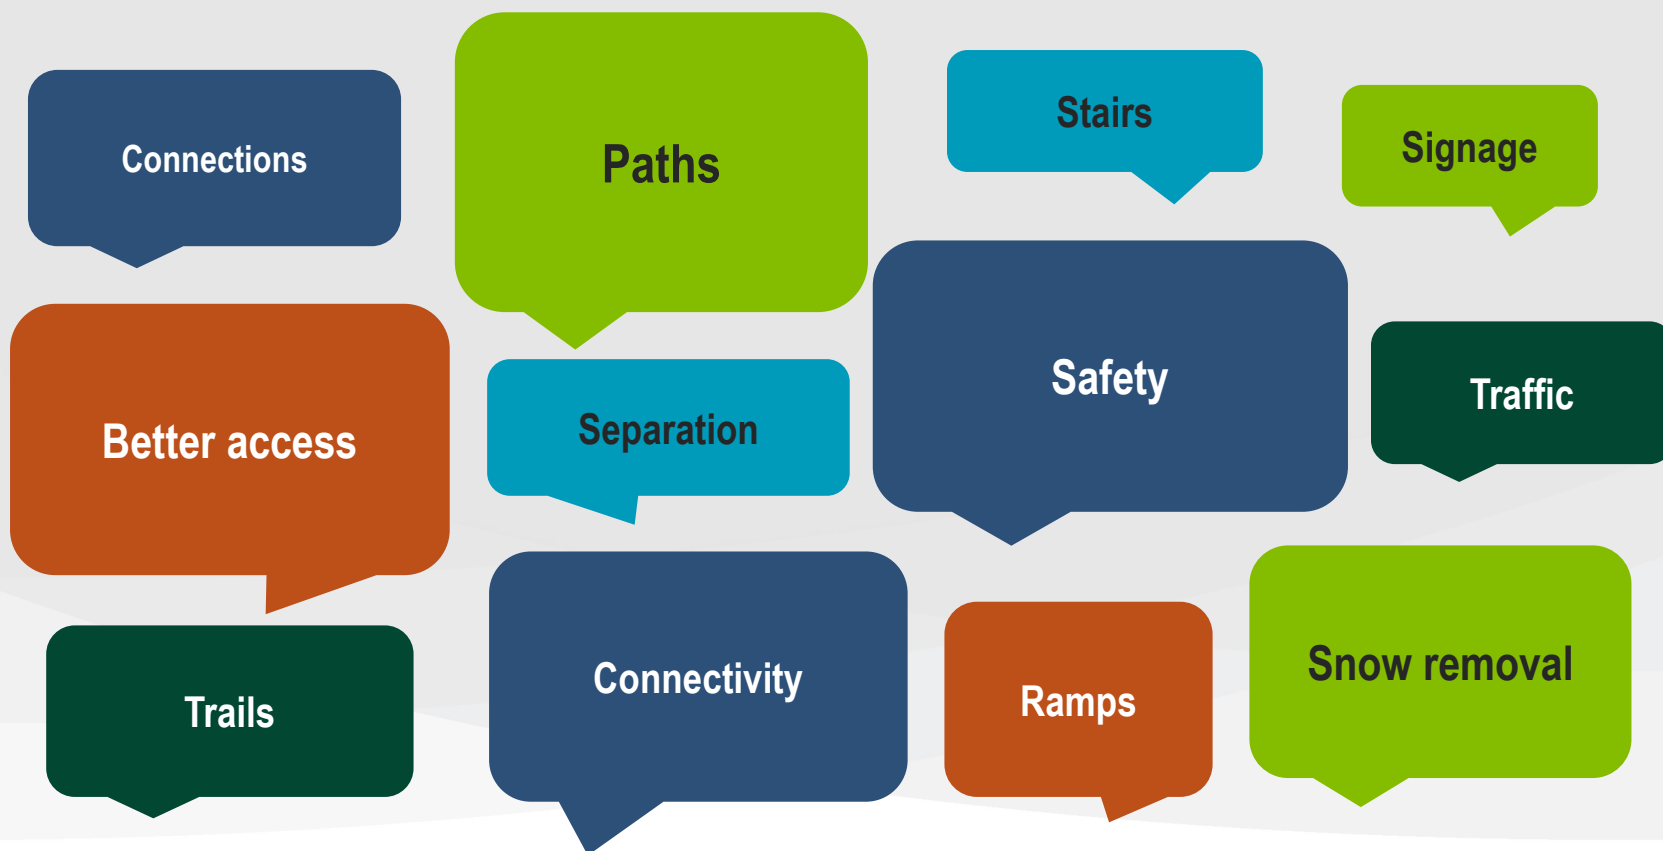 Connections
Paths
Stairs
Signage
Better access
Separation
Safety
Traffic
Trails
Connectivity
Ramps
Snow removal